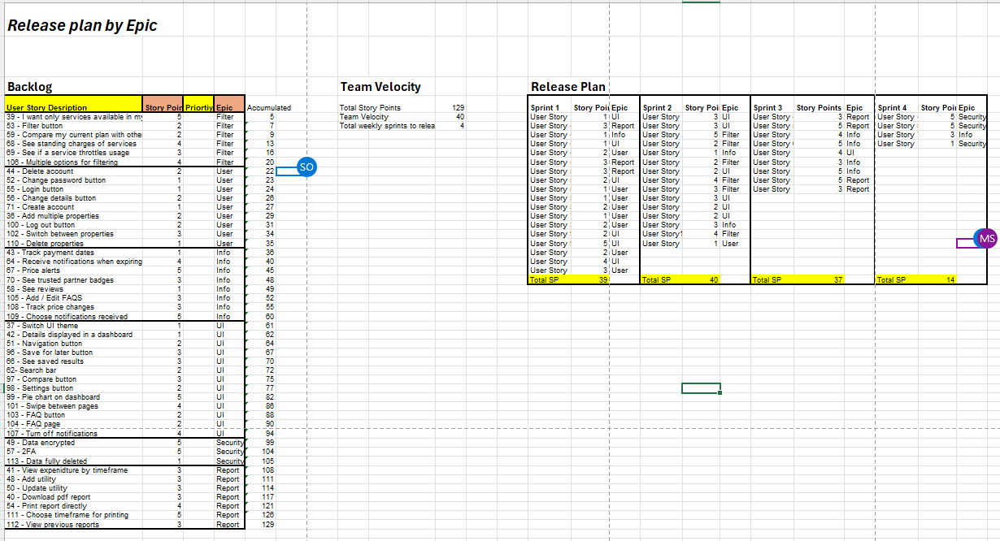 Release plan by Epic
Backlog Team Velocity Release Plan
User Story Desription Story Poin Priortiy Epic Accumulated Total Story Points 129 Sprint 1 Story Poi Epic Sprint 2 Story Poi Epic Sprint 3 Story Points Epic Sprint 4 Story Poi Epic
39 - I want only services available in my 5 Filter 5 Team Velocity 40 User Story 1 UI User Story 3 UI User Story 3 Report User Story 5 Security
53 - Filter button 2 Filter 7 Total weekly sprints to relea 4 User Story 3 Report User Story 3 UI User Story 5 Report User Story 5 Security
59 - Compare my current plan with othe 2 Filter 9 User Story 1 Info User Story 5 Filter User Story 4 Info User Story 3 Info
68 - See standing charges of services 4 Filter 13 User Story 1 UI User Story 2 Filter User Story 5 Info User Story 1 Security
69 - See if a service throttles usage 3 Filter 16 User Story 2 User User Story 1 Info User Story 4 UI
106 - Multiple options for filtering 4 Filter 20 User Story 3 Report User Story 2 Filter User Story 3 Info
44 - Delete account 2 User 22 SO User Story 3 Report User Story 2 UI User Story 5 Info
52 - Change password button 1 User 23 User Story 2 UI User Story 4 Filter User Story 5 Report
55 - Login button 1 User 24 User Story 1 User User Story 3 Filter User Story 3 Report
56 - Change details button 2 User 26 User Story 1 User User Story 3 UI
71 - Create account 1 User 27 User Story 2 User User Story 2 UI
36 - Add multiple properties 2 User 29 User Story 1 User User Story 2 UI
100 - Log out button 2 User 31 User Story 2 User User Story 3 Info
102 - Switch between properties 3 User 34 User Story 2 UI User Story1 4 Filter
110 - Delete properties 1 User 35 User Story 5 UI User Story 1 User MS
43 - Track payment dates 1 Info 36 User Story 2 User
64 - Receive notifications when expiring 4 Info 40 User Story 4 UI
67 - Price alerts 5 Info 45 User Story 3 User
70 - See trusted partner badges 3 Info 48 Total SP 39 Total SP 40 Total SP 37 Total SP 14
58 - See reviews 1 Info 49
105 - Add / Edit FAQS 3 Info 52
108 - Track price changes 3 Info 55
109 - Choose notifications received 5 Info 60
37 - Switch UI theme 1 UI 61
42 - Details displayed in a dashboard 1 UI 62
51 - Navigation button 2 UI 64
96 - Save for later button 3 UI 67
66 - See saved results 3 UI 70
62- Search bar 2 UI 72
97 - Compare button 3 UI 75
98 - Settings button 2 UI 77
99 - Pie chart on dashboard 5 UI 82
101 - Swipe between pages 4 UI 86
103 - FAQ button 2 UI 88
104 - FAQ page 2 UI 90
107 - Turn off notifications 4 UI 94
49 - Data encrypted 5 Security 99
57 - 2FA 5 Security 104
113 - Data fully deleted 1 Security 105
41 - View expenditure by timeframe 3 Report 108
48 - Add utility 3 Report 111
50 - Update utility 3 Report 114
40 - Download pdf report 3 Report 117
54 - Print report directly 4 Report 121
111 - Choose timeframe for printing 5 Report 126
112 - View previous reports 3 Report 129